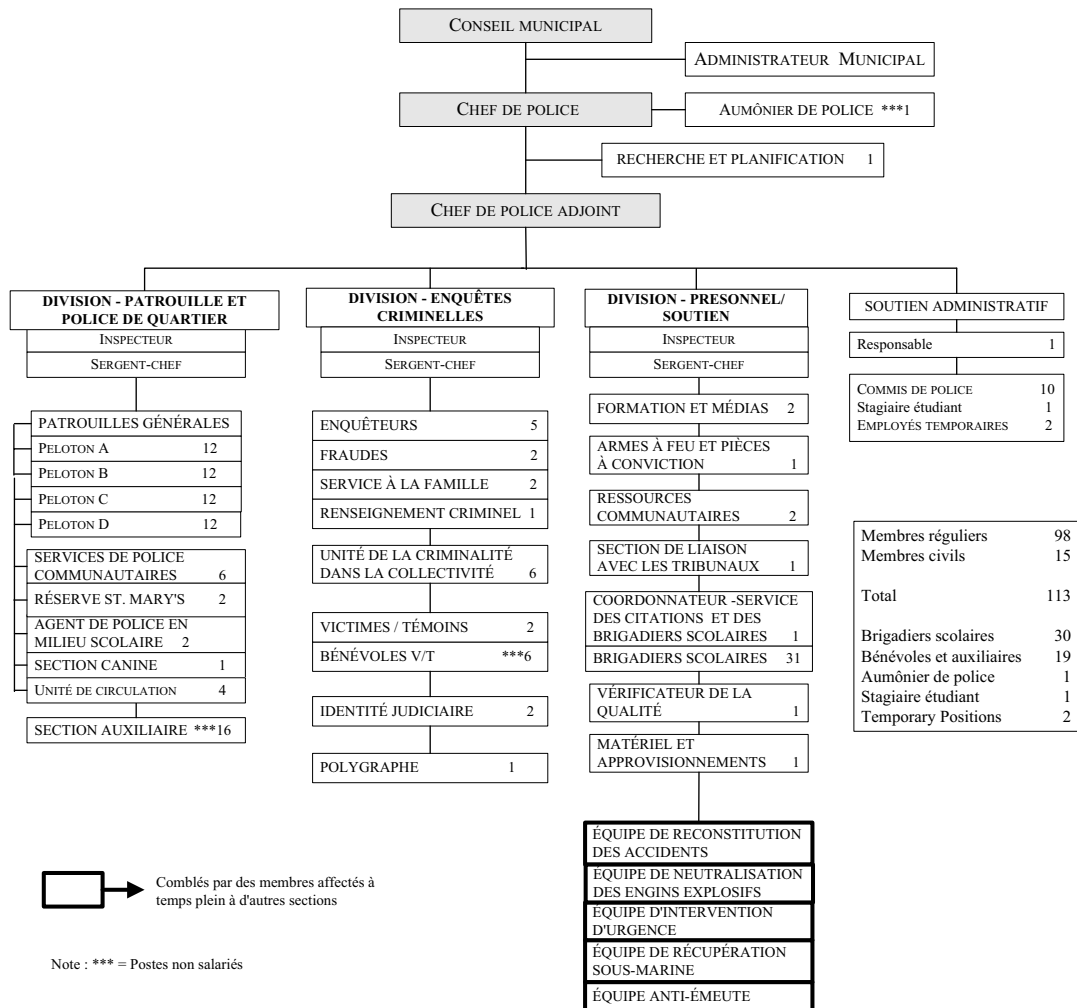 CONSEIL MUNICIPAL
ADMINISTRATEUR MUNICIPAL
CHEF DE POLICE
AUMÔNIER DE POLICE ***1
RECHERCHE ET PLANIFICATION 1
CHEF DE POLICE ADJOINT
DIVISION - PATROUILLE ET
POLICE DE QUARTIER
INSPECTEUR
SERGENT-CHEF
PATROUILLES GÉNÉRALES
PELOTON A 12
PELOTON B 12
PELOTON C 12
PELOTON D 12
SERVICES DE POLICE
COMMUNAUTAIRES 6
RÉSERVE ST. MARY'S 2
AGENT DE POLICE EN
MILIEU SCOLAIRE 2
SECTION CANINE 1
UNITÉ DE CIRCULATION 4
SECTION AUXILIAIRE ***16
DIVISION - ENQUÊTES
CRIMINELLES
INSPECTEUR
SERGENT-CHEF
ENQUÊTEURS 5
FRAUDES 2
SERVICE À LA FAMILLE 2
RENSEIGNEMENT CRIMINEL 1
UNITÉ DE LA CRIMINALITÉ
DANS LA COLLECTIVITÉ 6
VICTIMES / TÉMOINS 2
BÉNÉVOLES V/T ***6
IDENTITÉ JUDICIAIRE 2
POLYGRAPHE 1
DIVISION - PRESONNEL/
SOUTIEN
INSPECTEUR
SERGENT-CHEF
FORMATION ET MÉDIAS 2
ARMES À FEU ET PIÈCES
À CONVICTION 1
RESSOURCES
COMMUNAUTAIRES 2
SECTION DE LIAISON
AVEC LES TRIBUNAUX 1
COORDONNATEUR -SERVICE
DES CITATIONS ET DES
BRIGADIERS SCOLAIRES 1
BRIGADIERS SCOLAIRES 31
VÉRIFICATEUR DE LA
QUALITÉ 1
MATÉRIEL ET
APPROVISIONNEMENTS 1
ÉQUIPE DE RECONSTITUTION
DES ACCIDENTS
ÉQUIPE DE NEUTRALISATION
DES ENGINS EXPLOSIFS
ÉQUIPE D'INTERVENTION
D'URGENCE
ÉQUIPE DE RÉCUPÉRATION
SOUS-MARINE
ÉQUIPE ANTI-ÉMEUTE
SOUTIEN ADMINISTRATIF
Responsable 1
COMMIS DE POLICE 10
Stagiaire étudiant 1
EMPLOYÉS TEMPORAIRES 2
Membres réguliers 98
Membres civils 15
Total 113
Brigadiers scolaires 30
Bénévoles et auxiliaires 19
Aumônier de police 1
Stagiaire étudiant 1
Temporary Positions 2
Comblés par des membres affectés à
temps plein à d'autres sections
Note : *** = Postes non salariés